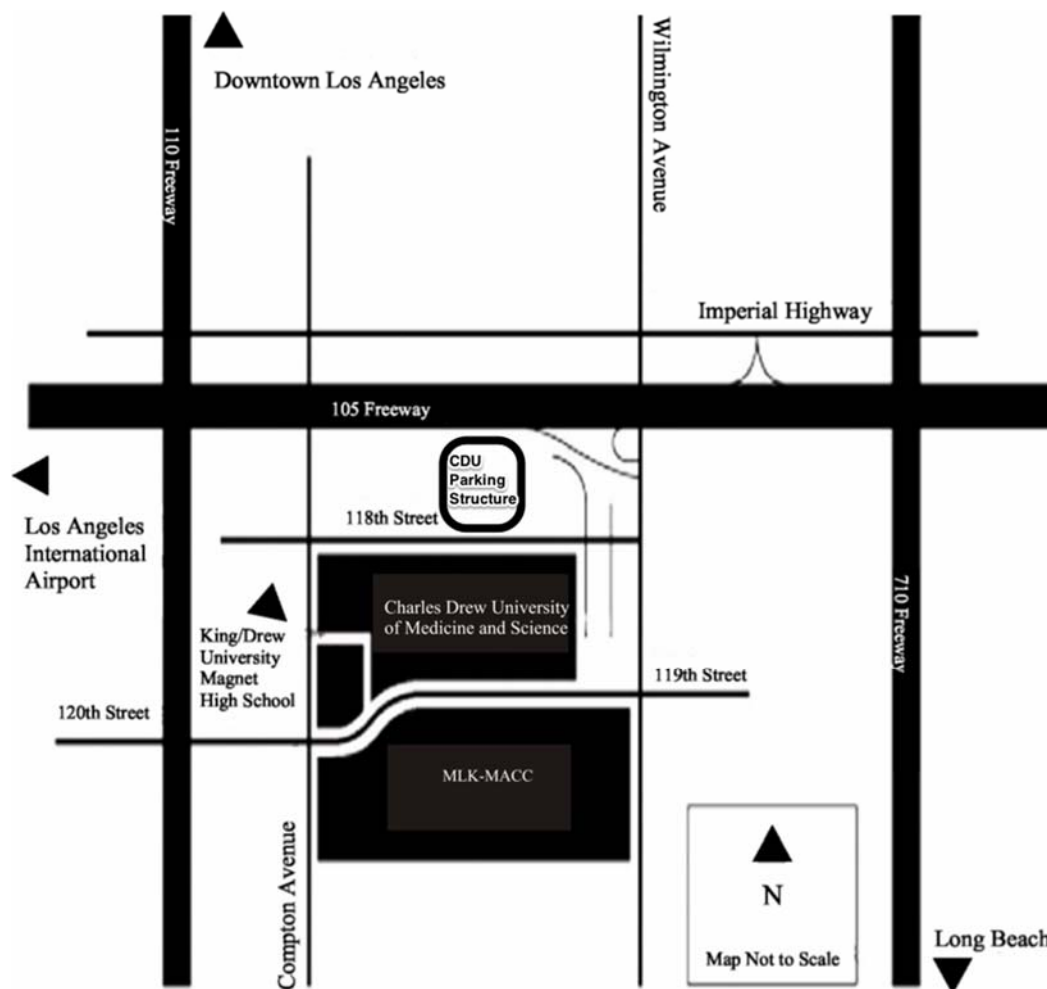 Downtown Los Angeles
Wilmington Avenue
110 Freeway
Imperial Highway
105 Freeway
CDU
Parking
Structure
118th Street
Los Angeles
International
Airport
710 Freeway
Charles Drew University
of Medicine and Science
King/Drew
University
Magnet
High School
119th Street
120th Street
MLK-MACC
Compton Avenue
N
Map Not to Scale
Long Beach